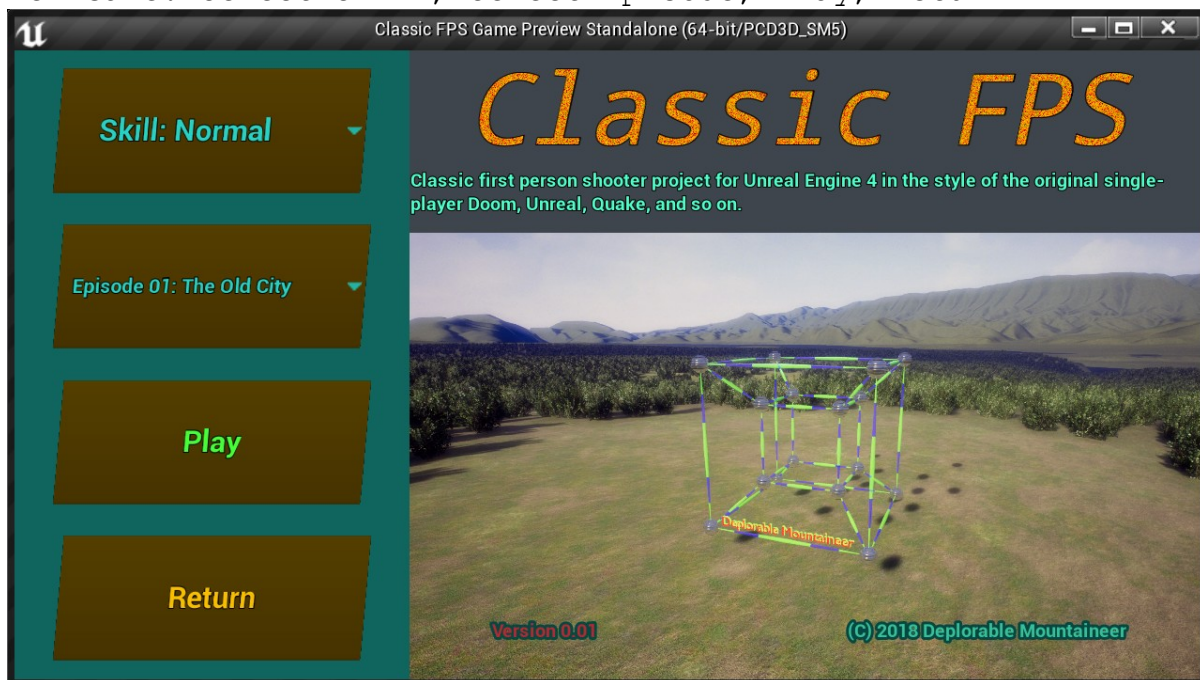 Classic FPS Game Preview Standalone (64-bit/PCD3D_SM5)
Skill: Normal
Episode 01: The Old City
Play
Return
Classic FPS
Classic first person shooter project for Unreal Engine 4 in the style of the original single-
player Doom, Unreal, Quake, and so on.
Deplorable Mountaineer
Version 0.01
(C) 2018 Deplorable Mountaineer